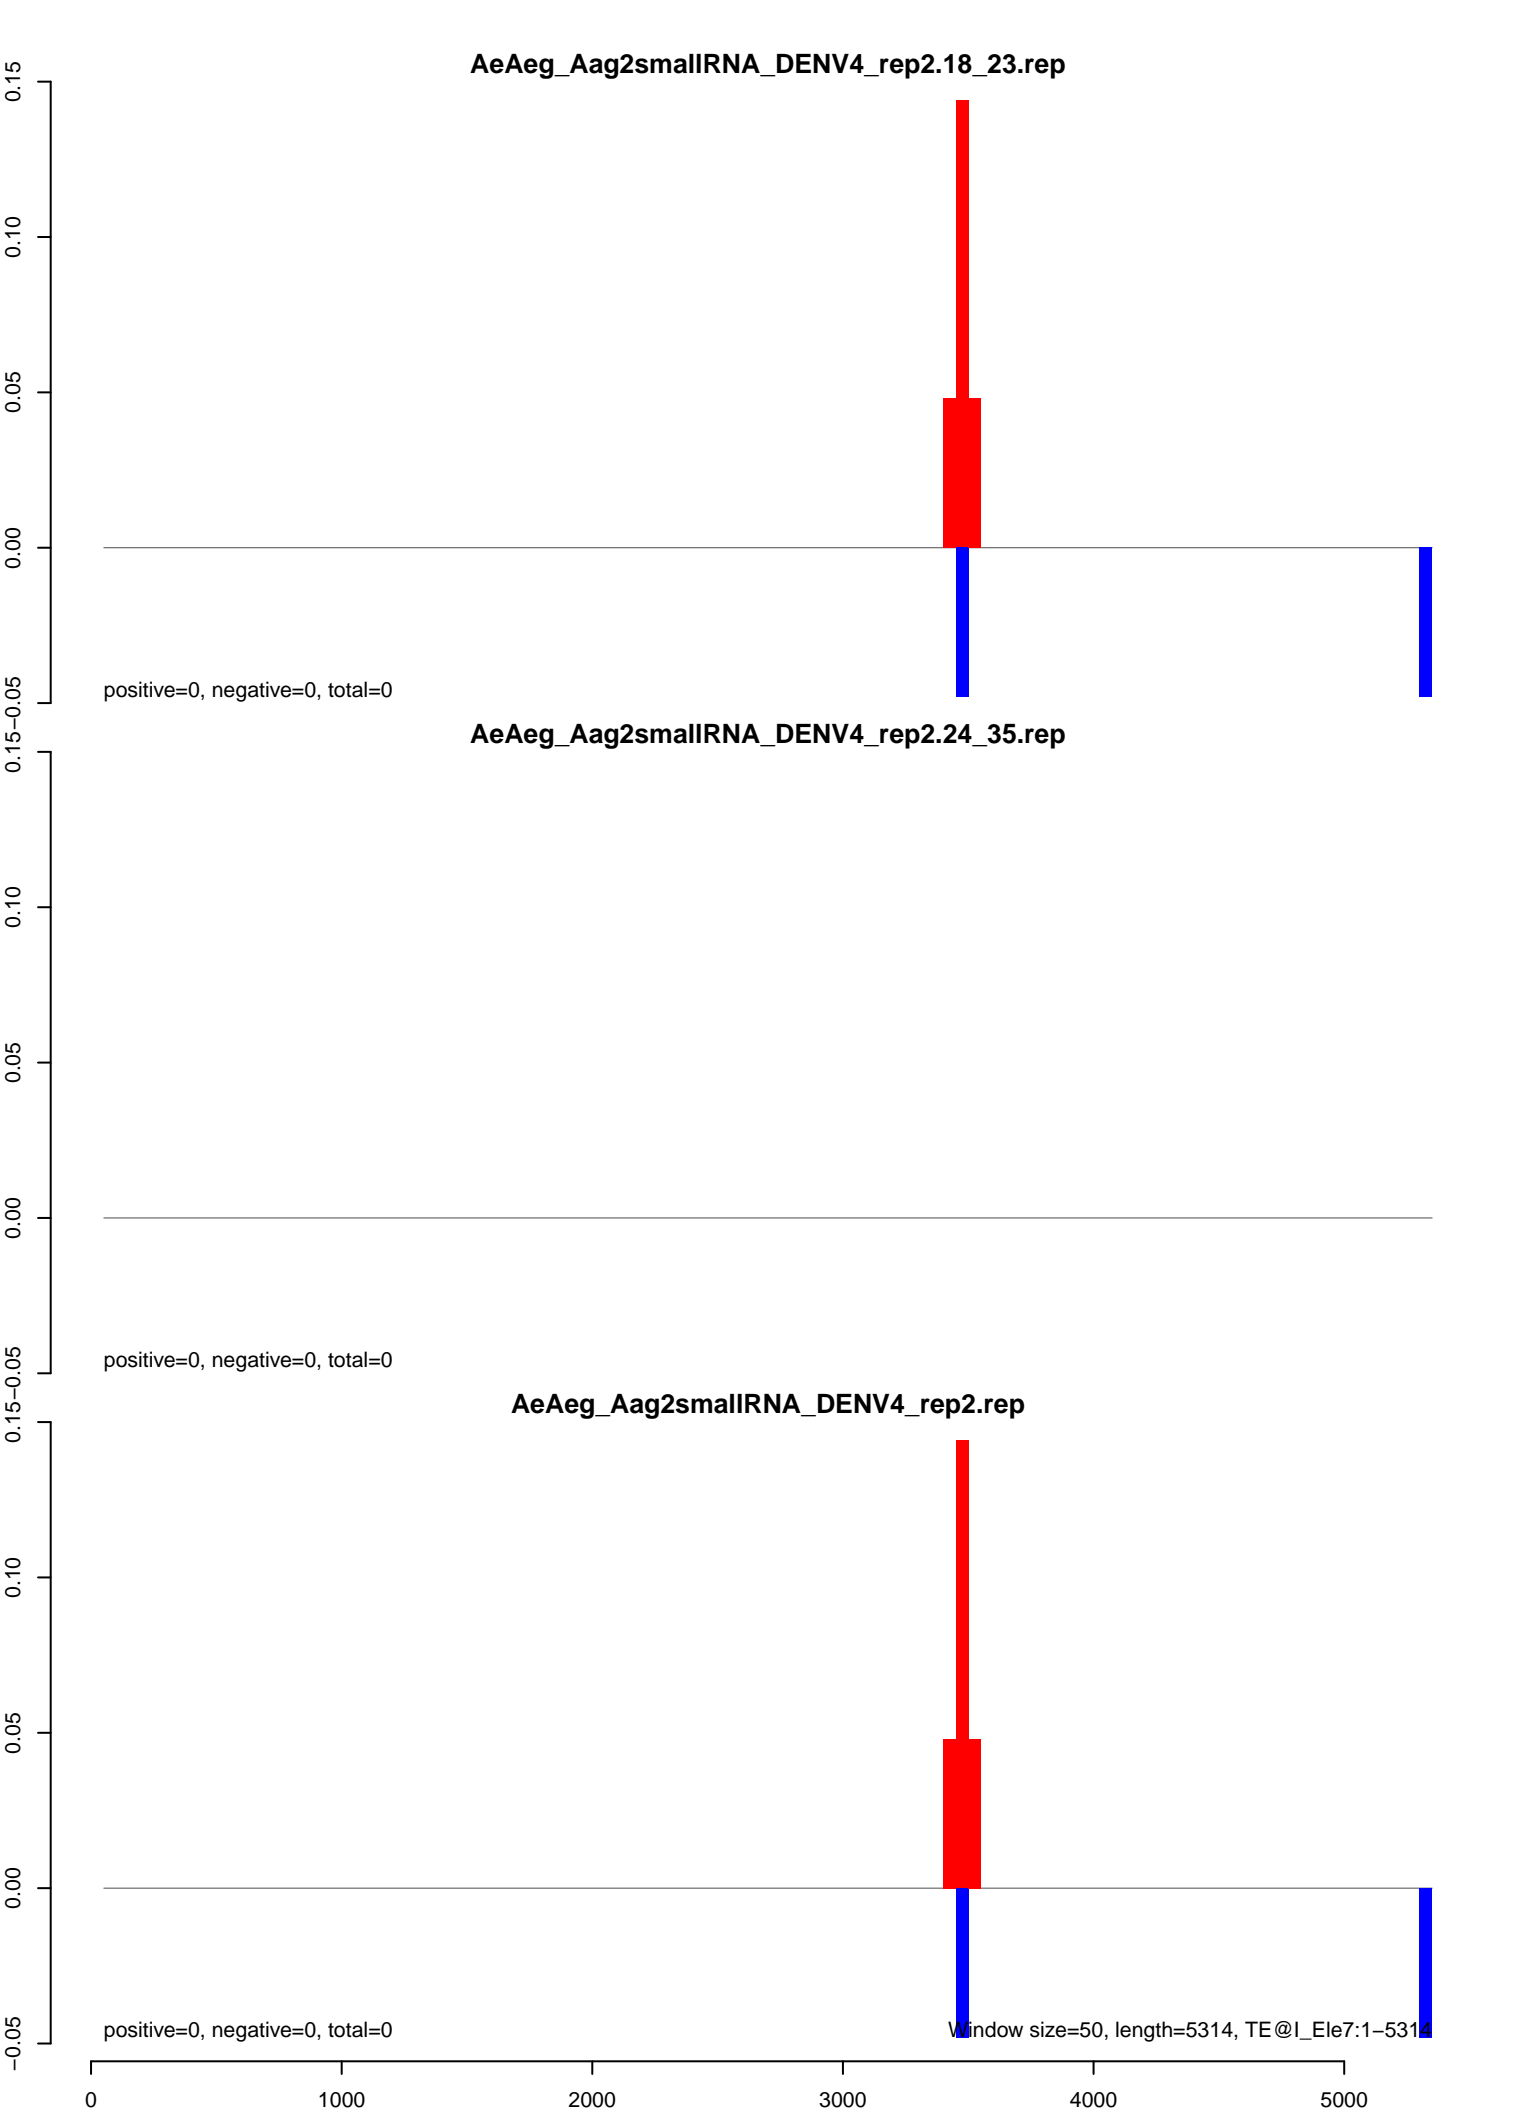 AeAeg_Aag2smallRNA_DENV4_rep2.18_23.rep
0.15
0.10
0.05
0.00
−0.05
positive=0, negative=0, total=0
AeAeg_Aag2smallRNA_DENV4_rep2.24_35.rep
0.15
0.10
0.05
0.00
−0.05
positive=0, negative=0, total=0
AeAeg_Aag2smallRNA_DENV4_rep2.rep
0.15
0.10
0.05
0.00
−0.05
positive=0, negative=0, total=0
Window size=50, length=5314, TE@I_Ele7:1−5314
0 1000 2000 3000 4000 5000